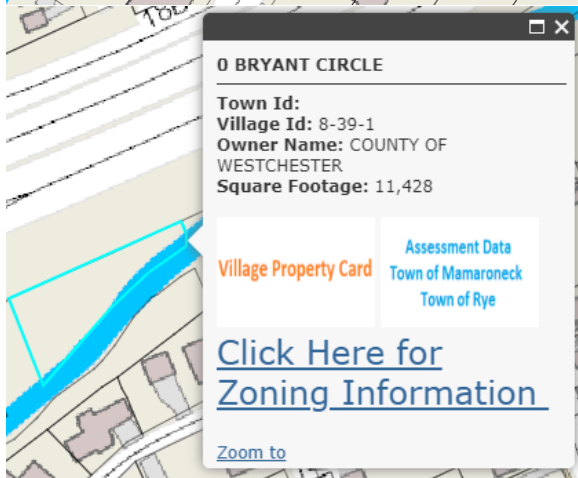 0 BRYANT CIRCLE
Town Id:
Village Id: 8-39-1
Owner Name: COUNTY OF
WESTCHESTER
Square Footage: 11,428
Village Property Card
Assessment Data
Town of Mamaroneck
Town of Rye
Click Here for
Zoning Information
Zoom to